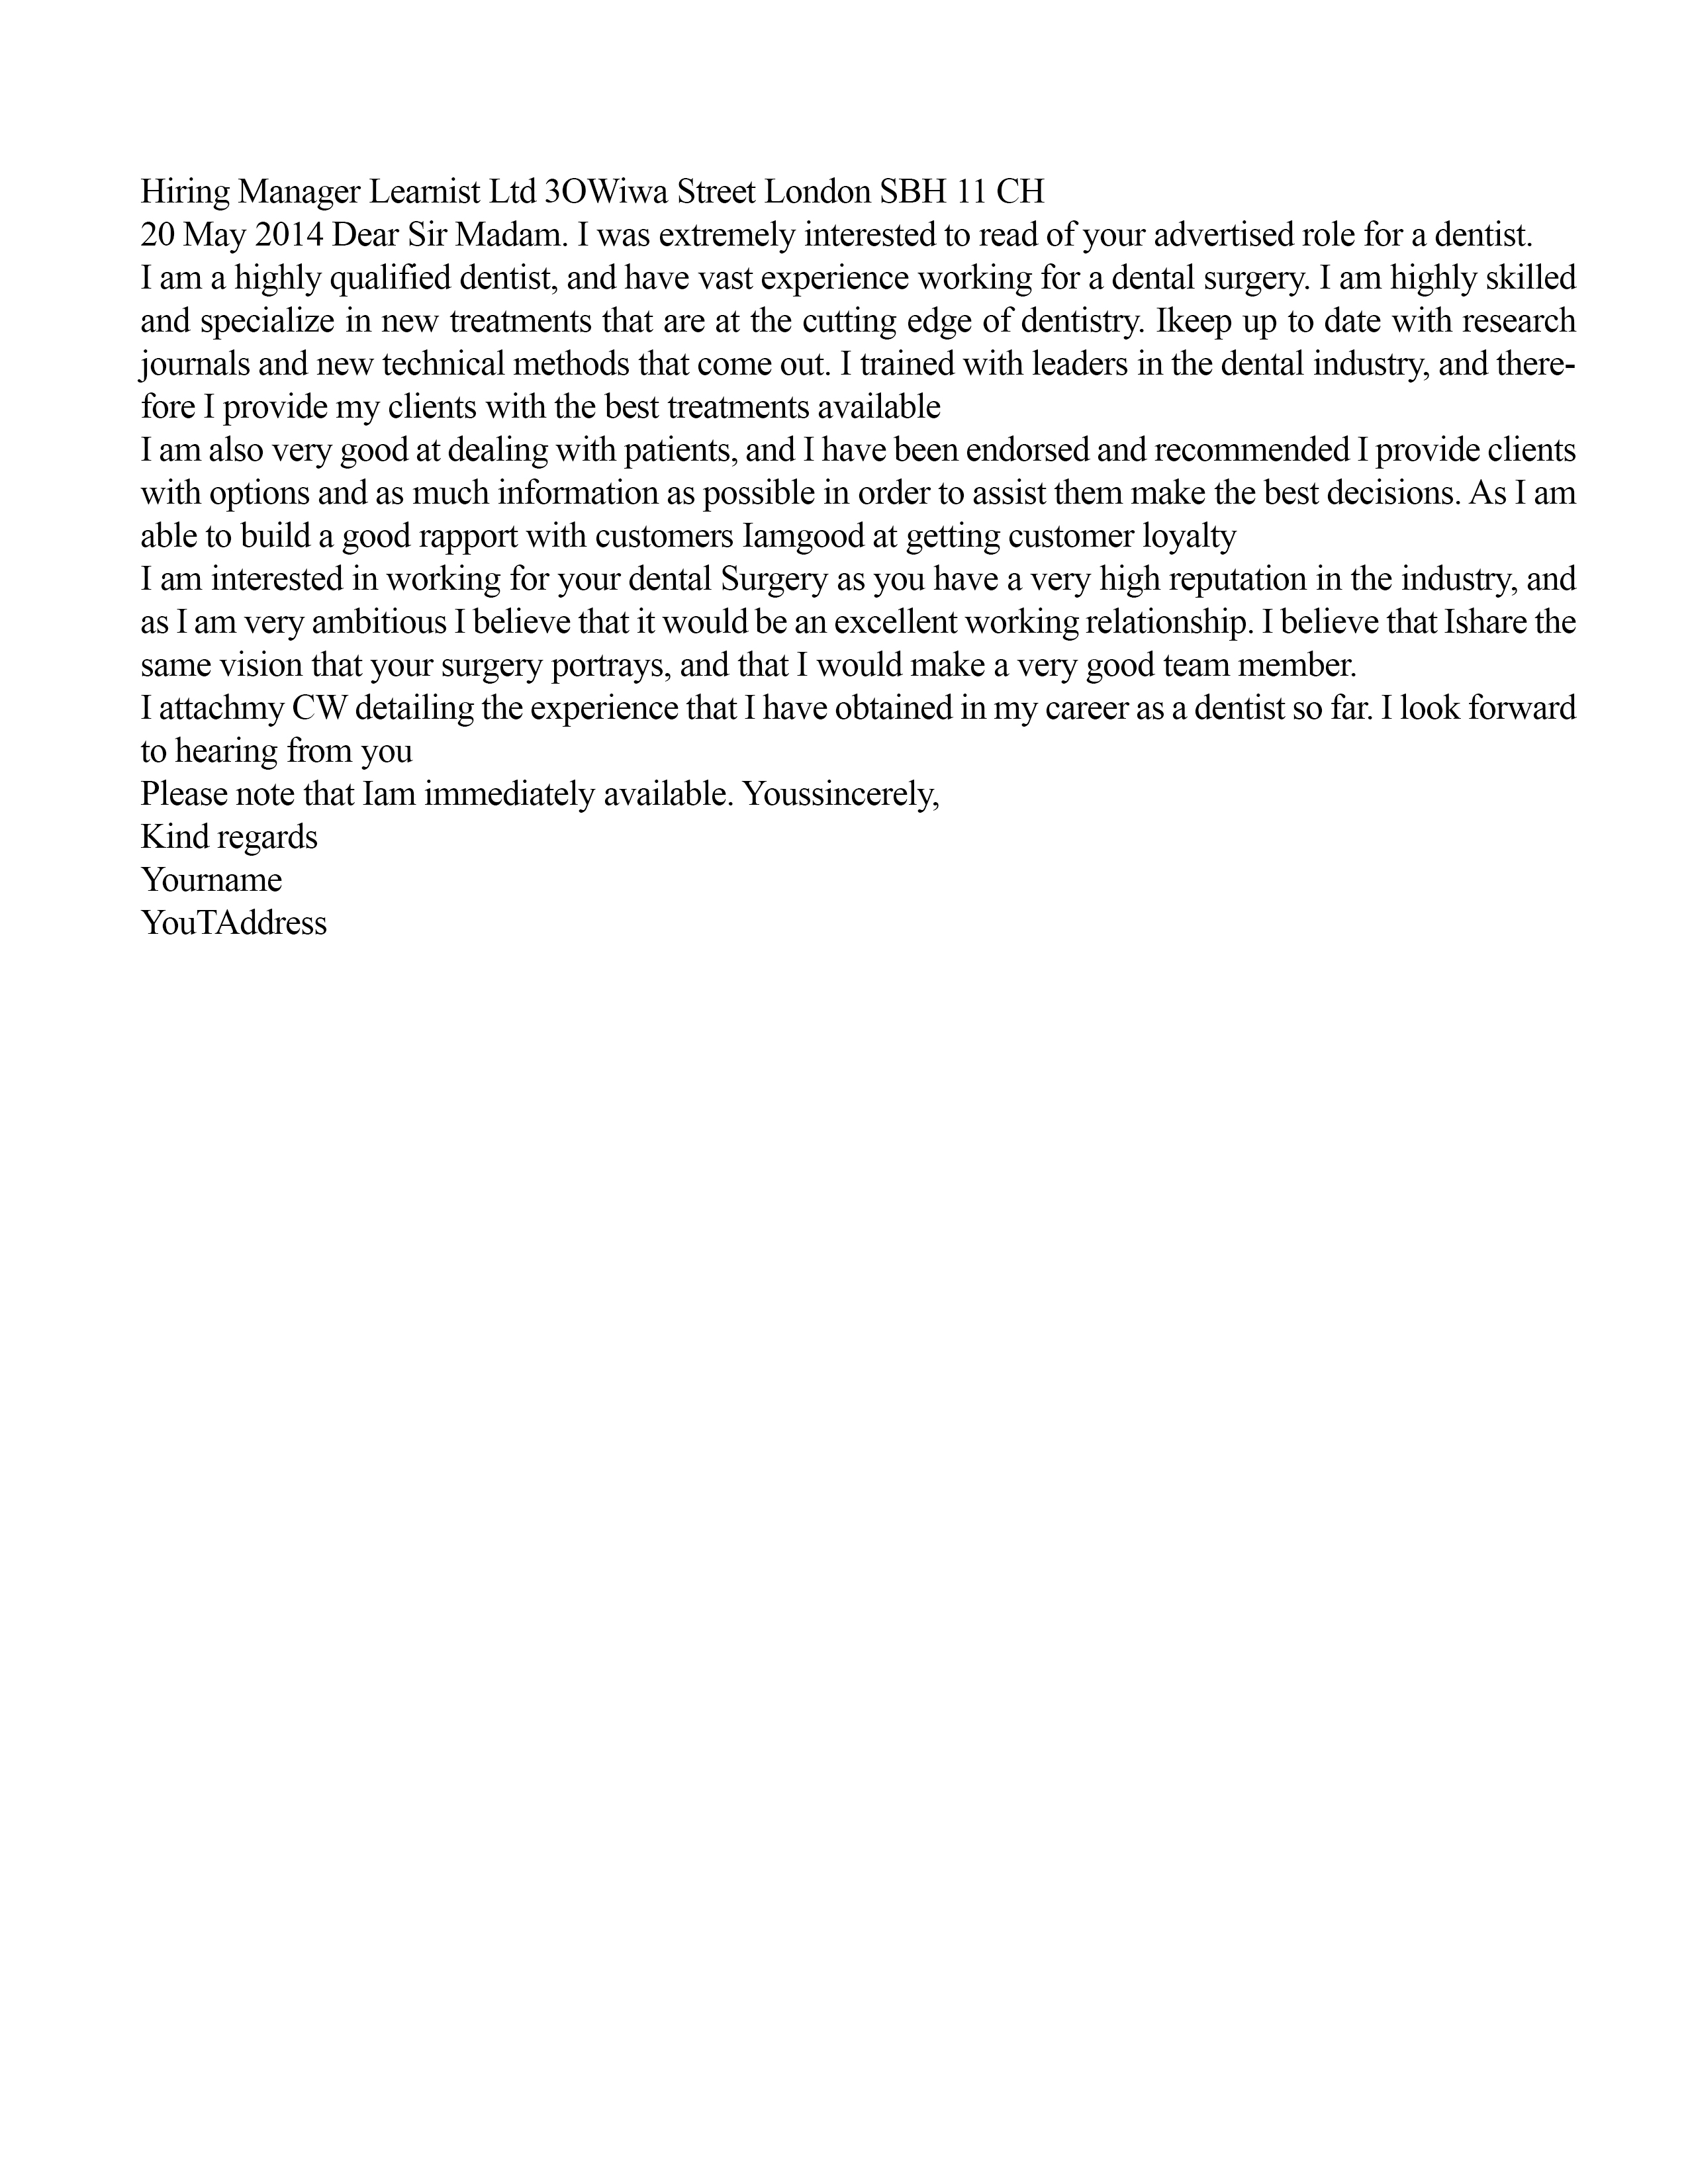 Hiring Manager Learnist Ltd 3OWiwa Street London SBH 11 CH
20 May 2014 Dear Sir Madam. I was extremely interested to read of your advertised role for a dentist.
I am a highly qualified dentist, and have vast experience working for a dental surgery. I am highly skilled
and specialize in new treatments that are at the cutting edge of dentistry. Ikeep up to date with research
journals and new technical methods that come out. I trained with leaders in the dental industry, and there-
fore I provide my clients with the best treatments available
I am also very good at dealing with patients, and I have been endorsed and recommended I provide clients
with options and as much information as possible in order to assist them make the best decisions. As I am
able to build a good rapport with customers Iamgood at getting customer loyalty
I am interested in working for your dental Surgery as you have a very high reputation in the industry, and
as I am very ambitious I believe that it would be an excellent working relationship. I believe that Ishare the
same vision that your surgery portrays, and that I would make a very good team member.
I attachmy CW detailing the experience that I have obtained in my career as a dentist so far. I look forward
to hearing from you
Please note that Iam immediately available. Youssincerely,
Kind regards
Yourname
YouTAddress